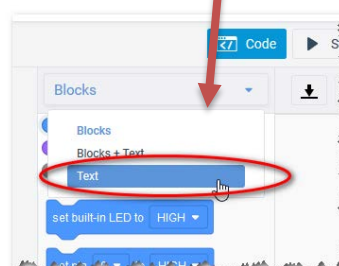 Code
Blocks
Blocks
Blocks + Text
Text
set built-in LED to HIGH